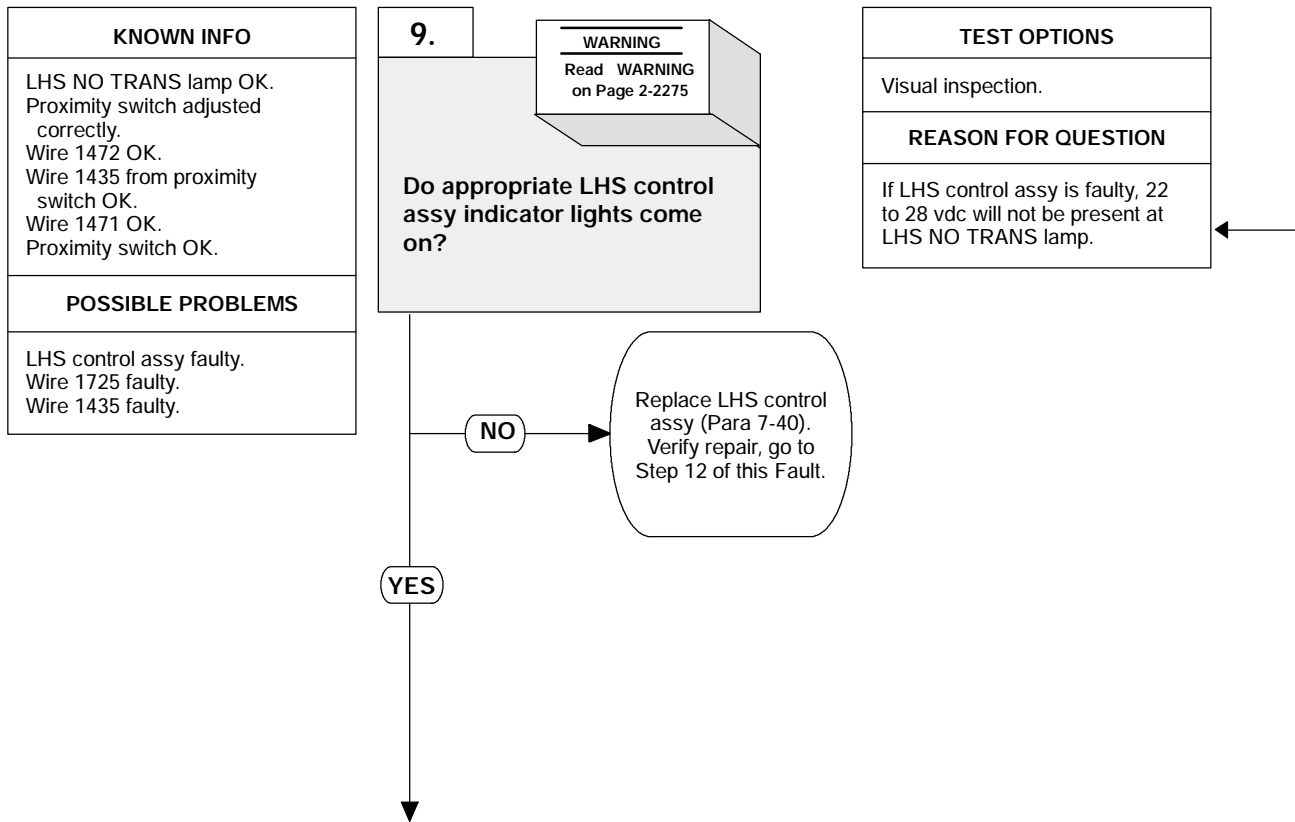 KNOWN INFO
LHS NO TRANS lamp OK.
Proximity switch adjusted
correctly.
Wire 1472 OK.
Wire 1435 from proximity
switch OK.
Wire 1471 OK.
Proximity switch OK.
POSSIBLE PROBLEMS
LHS control assy faulty.
Wire 1725 faulty.
Wire 1435 faulty.
9.
WARNING
Read WARNING
on Page 2-2275
Do appropriate LHS control
assy indicator lights come
on?
TEST OPTIONS
Visual inspection.
REASON FOR QUESTION
If LHS control assy is faulty, 22
to 28 vdc will not be present at
LHS NO TRANS lamp.
NO
Replace LHS control
assy (Para 7-40).
Verify repair, go to
Step 12 of this Fault.
YES